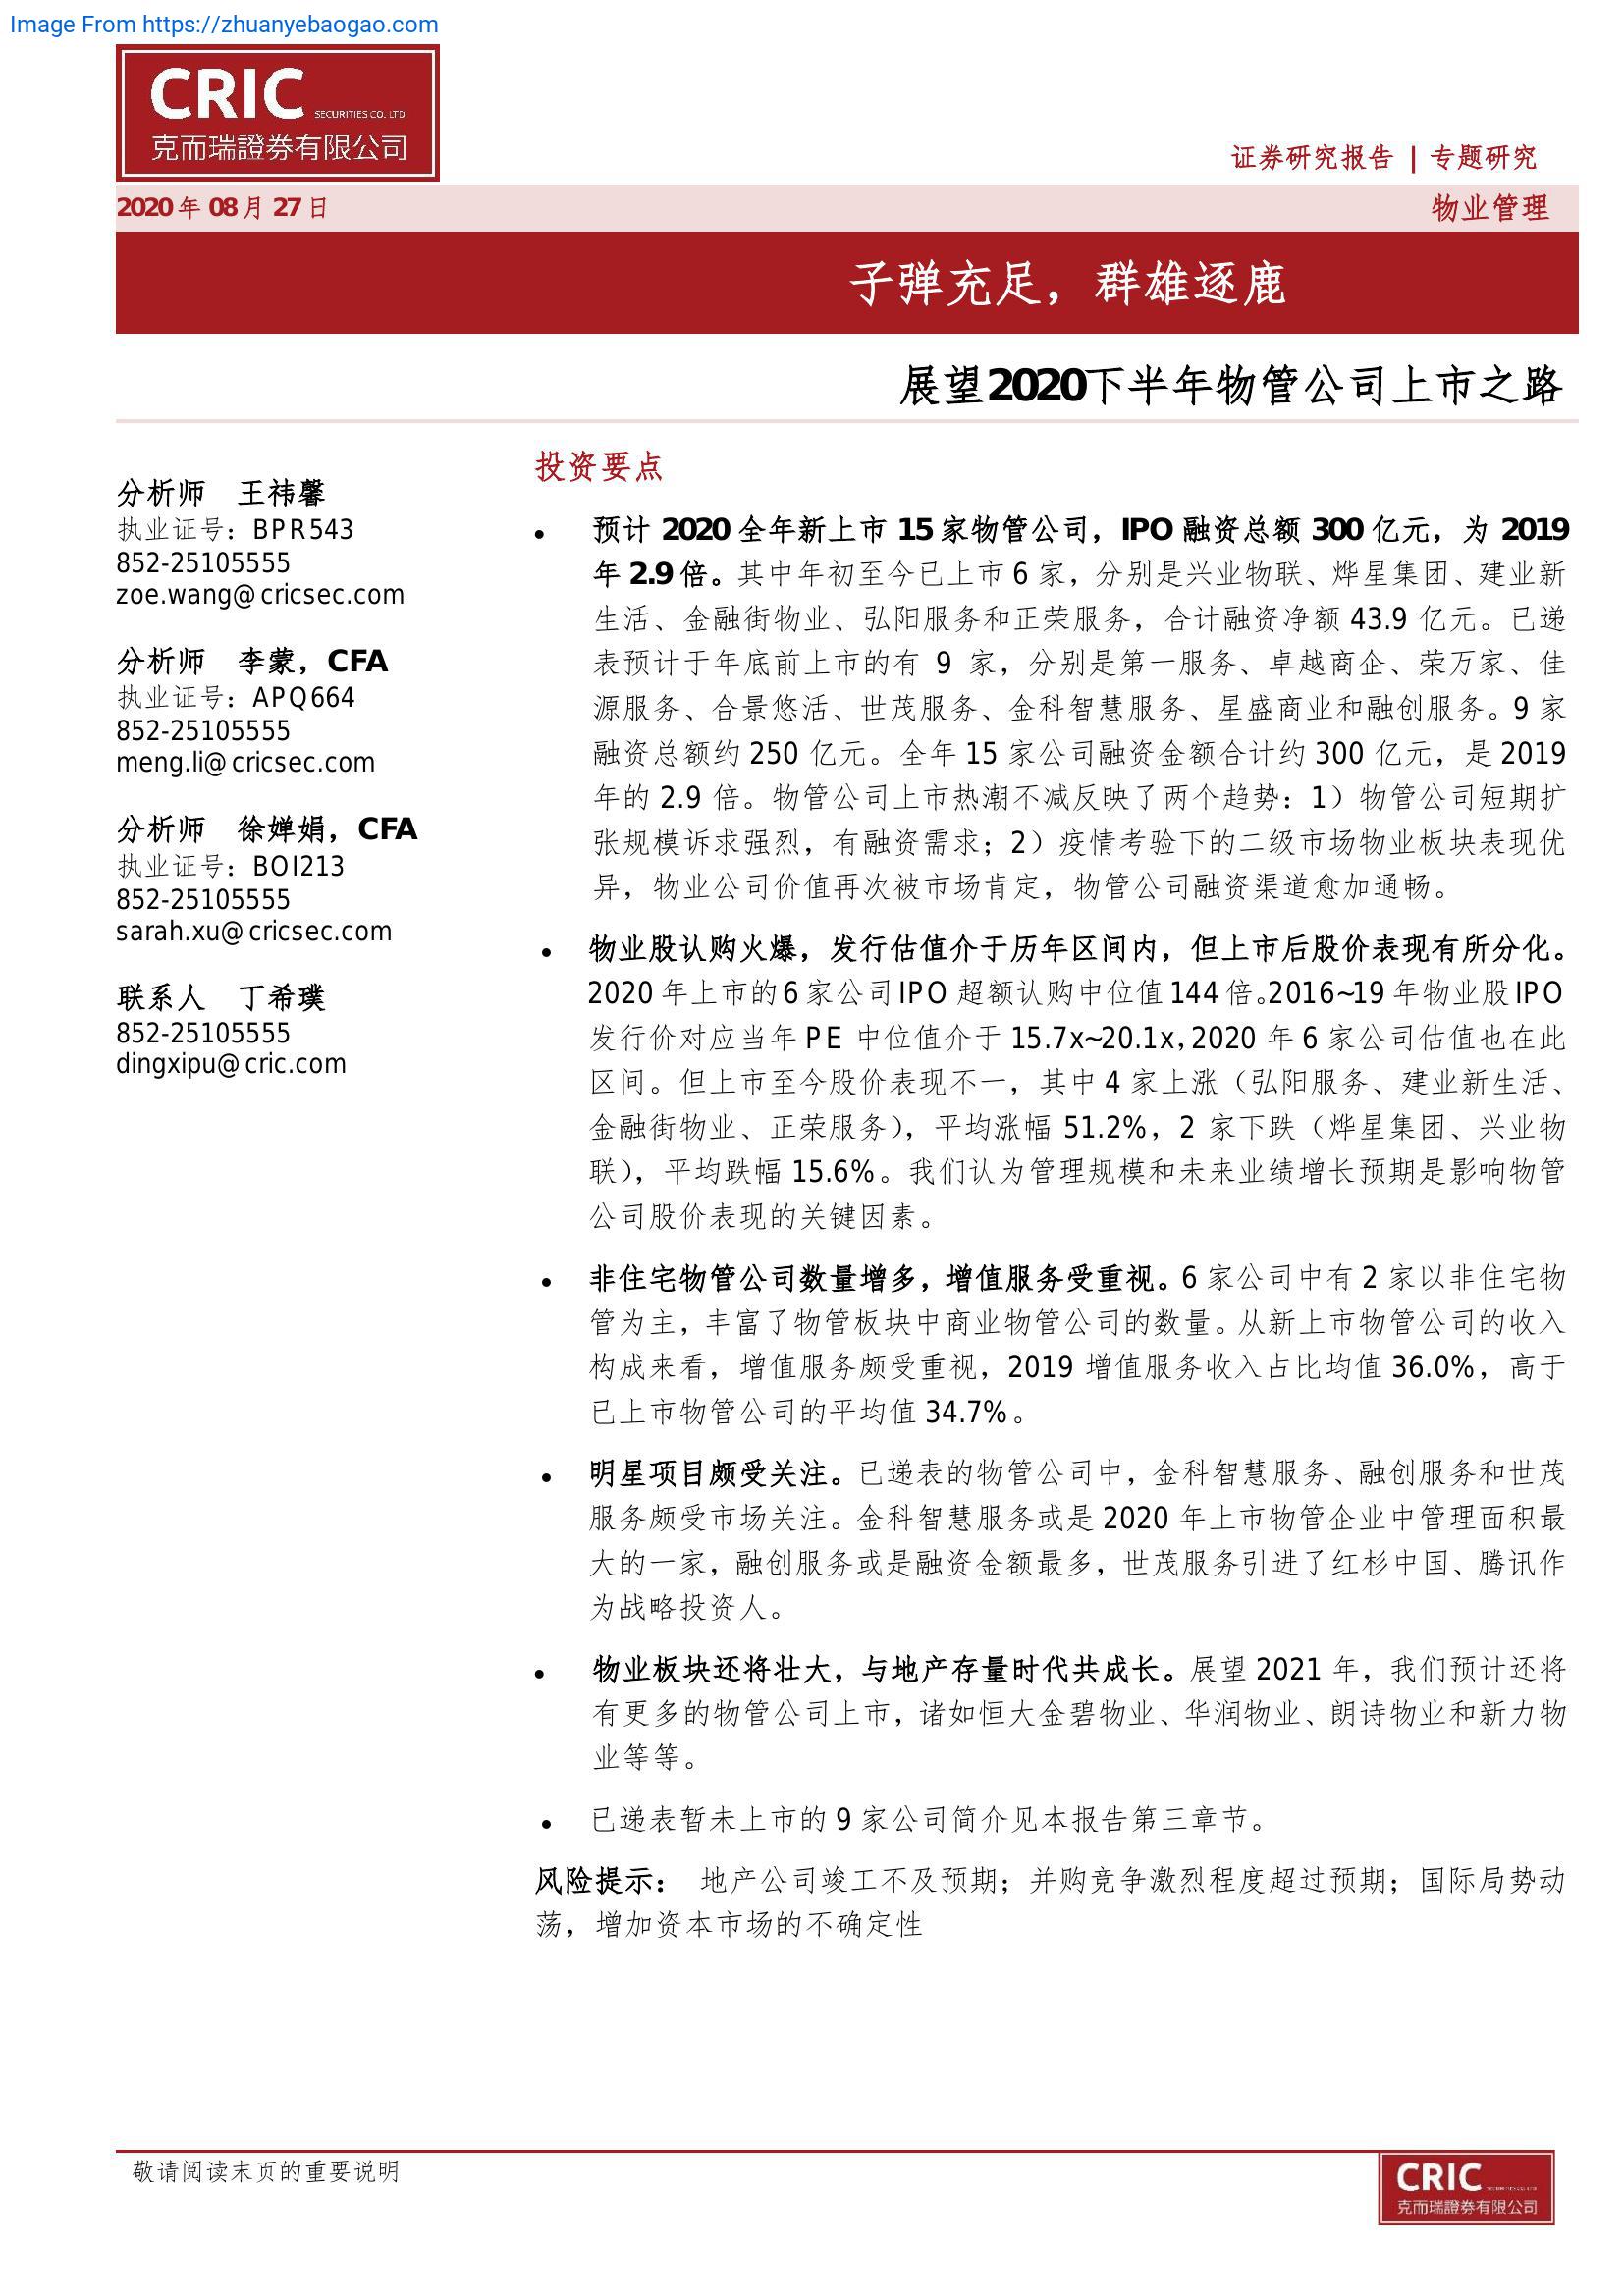 Image From https://zhuanyebaogao.com
CRIC SECURITIES CO. LTD
克而瑞證券有限公司
证券研究报告 | 专题研究
2020 年 08 月 27 日
物业管理
子弹充足，群雄逐鹿
展望2020下半年物管公司上市之路
分析师 王祎馨
执业证号：BPR543
852-25105555
zoe.wang@cricsec.com
分析师 李蒙，CFA
执业证号：APQ664
852-25105555
meng.li@cricsec.com
分析师 徐婵娟，CFA
执业证号：BOI213
852-25105555
sarah.xu@cricsec.com
联系人 丁希璞
852-25105555
dingxipu@cric.com
投资要点
● 预计 2020 全年新上市 15 家物管公司，IPO 融资总额 300 亿元，为 2019
年 2.9 倍。其中年初至今已上市 6 家，分别是兴业物联、烨星集团、建业新
生活、金融街物业、弘阳服务和正荣服务，合计融资净额 43.9 亿元。已递
表预计于年底前上市的有 9 家，分别是第一服务、卓越商企、荣万家、佳
源服务、合景悠活、世茂服务、金科智慧服务、星盛商业和融创服务。9 家
融资总额约 250 亿元。全年 15 家公司融资金额合计约 300 亿元，是 2019
年的 2.9 倍。物管公司上市热潮不减反映了两个趋势：1）物管公司短期扩
张规模诉求强烈，有融资需求；2）疫情考验下的二级市场物业板块表现优
异，物业公司价值再次被市场肯定，物管公司融资渠道愈加通畅。
● 物业股认购火爆，发行估值介于历年区间内，但上市后股价表现有所分化。
2020 年上市的 6 家公司 IPO 超额认购中位值 144 倍。2016~19 年物业股 IPO
发行价对应当年 PE 中位值介于 15.7x~20.1x，2020 年 6 家公司估值也在此
区间。但上市至今股价表现不一，其中 4 家上涨（弘阳服务、建业新生活、
金融街物业、正荣服务），平均涨幅 51.2%，2 家下跌（烨星集团、兴业物
联），平均跌幅 15.6%。我们认为管理规模和未来业绩增长预期是影响物管
公司股价表现的关键因素。
● 非住宅物管公司数量增多，增值服务受重视。6 家公司中有 2 家以非住宅物
管为主，丰富了物管板块中商业物管公司的数量。从新上市物管公司的收入
构成来看，增值服务颇受重视，2019 增值服务收入占比均值 36.0%，高于
已上市物管公司的平均值 34.7%。
● 明星项目颇受关注。已递表的物管公司中，金科智慧服务、融创服务和世茂
服务颇受市场关注。金科智慧服务或是 2020 年上市物管企业中管理面积最
大的一家，融创服务或是融资金额最多，世茂服务引进了红杉中国、腾讯作
为战略投资人。
● 物业板块还将壮大，与地产存量时代共成长。展望 2021 年，我们预计还将
有更多的物管公司上市，诸如恒大金碧物业、华润物业、朗诗物业和新力物
业等等。
● 已递表暂未上市的 9 家公司简介见本报告第三章节。
风险提示： 地产公司竣工不及预期；并购竞争激烈程度超过预期；国际局势动
荡，增加资本市场的不确定性
敬请阅读末页的重要说明
CRIC
克而瑞證券有限公司